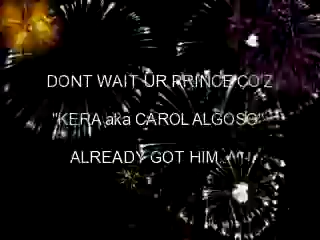 DONT WAIT UR PRINCE CO'Z
"KERA aka CAROL ALGOSO"
ALREADY GOT HIM...